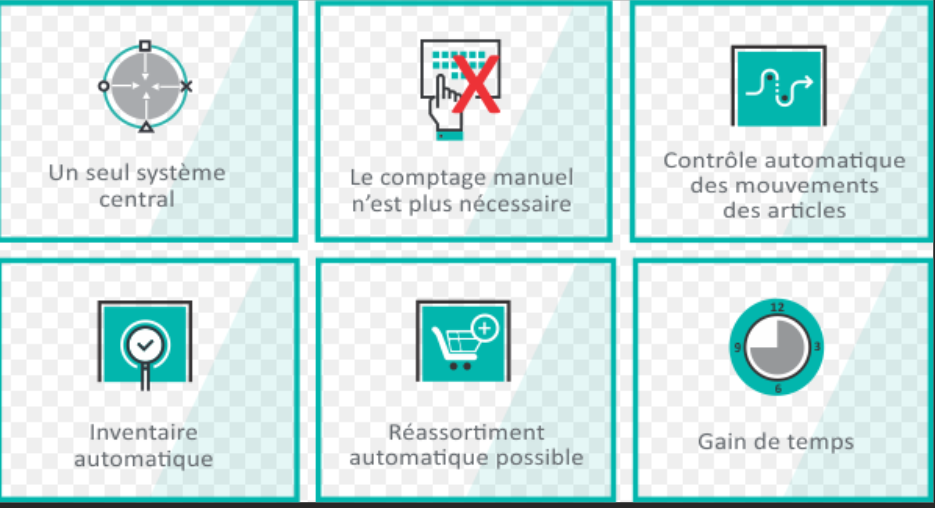 Un seul système
central
Le comptage manuel
n'est plus nécessaire
Contrôle automatique
des mouvements
des articles
Inventaire
automatique
Réassortiment
automatique possible
12
9
3
6
Gain de temps